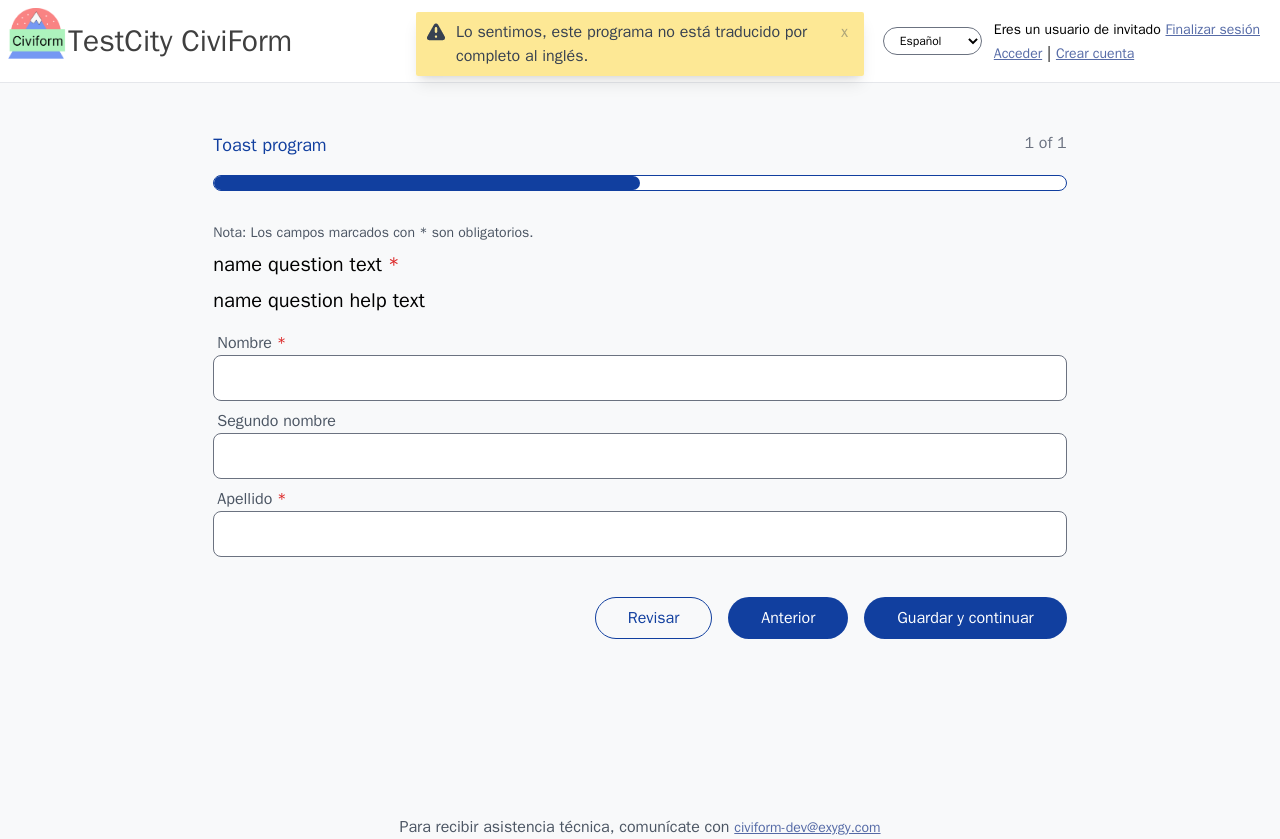 Civiform
TestCity CiviForm
Lo sentimos, este programa no está traducido por
completo al inglés.
x
Español
Eres un usuario de invitado Finalizar sesión
Acceder | Crear cuenta
Toast program
1 of 1
Nota: Los campos marcados con * son obligatorios.
name question text *
name question help text
Nombre *
Segundo nombre
Apellido *
Revisar
Anterior
Guardar y continuar
Para recibir asistencia técnica, comunícate con civiform-dev@exygy.com